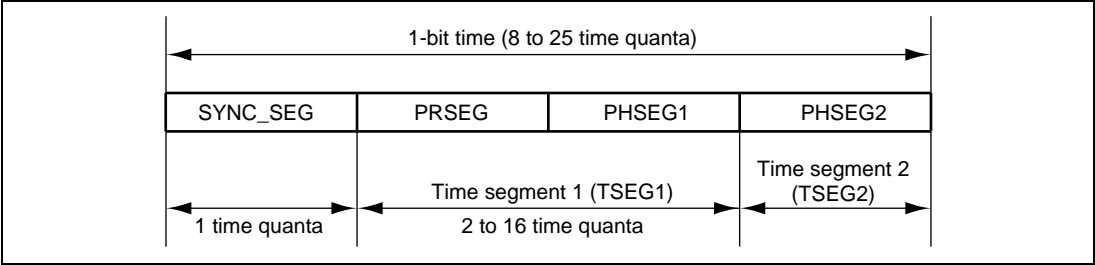 1-bit time (8 to 25 time quanta)
SYNC_SEG PRSEG PHSEG1 PHSEG2
Time segment 2
(TSEG2)
Time segment 1 (TSEG1)
1 time quanta 2 to 16 time quanta